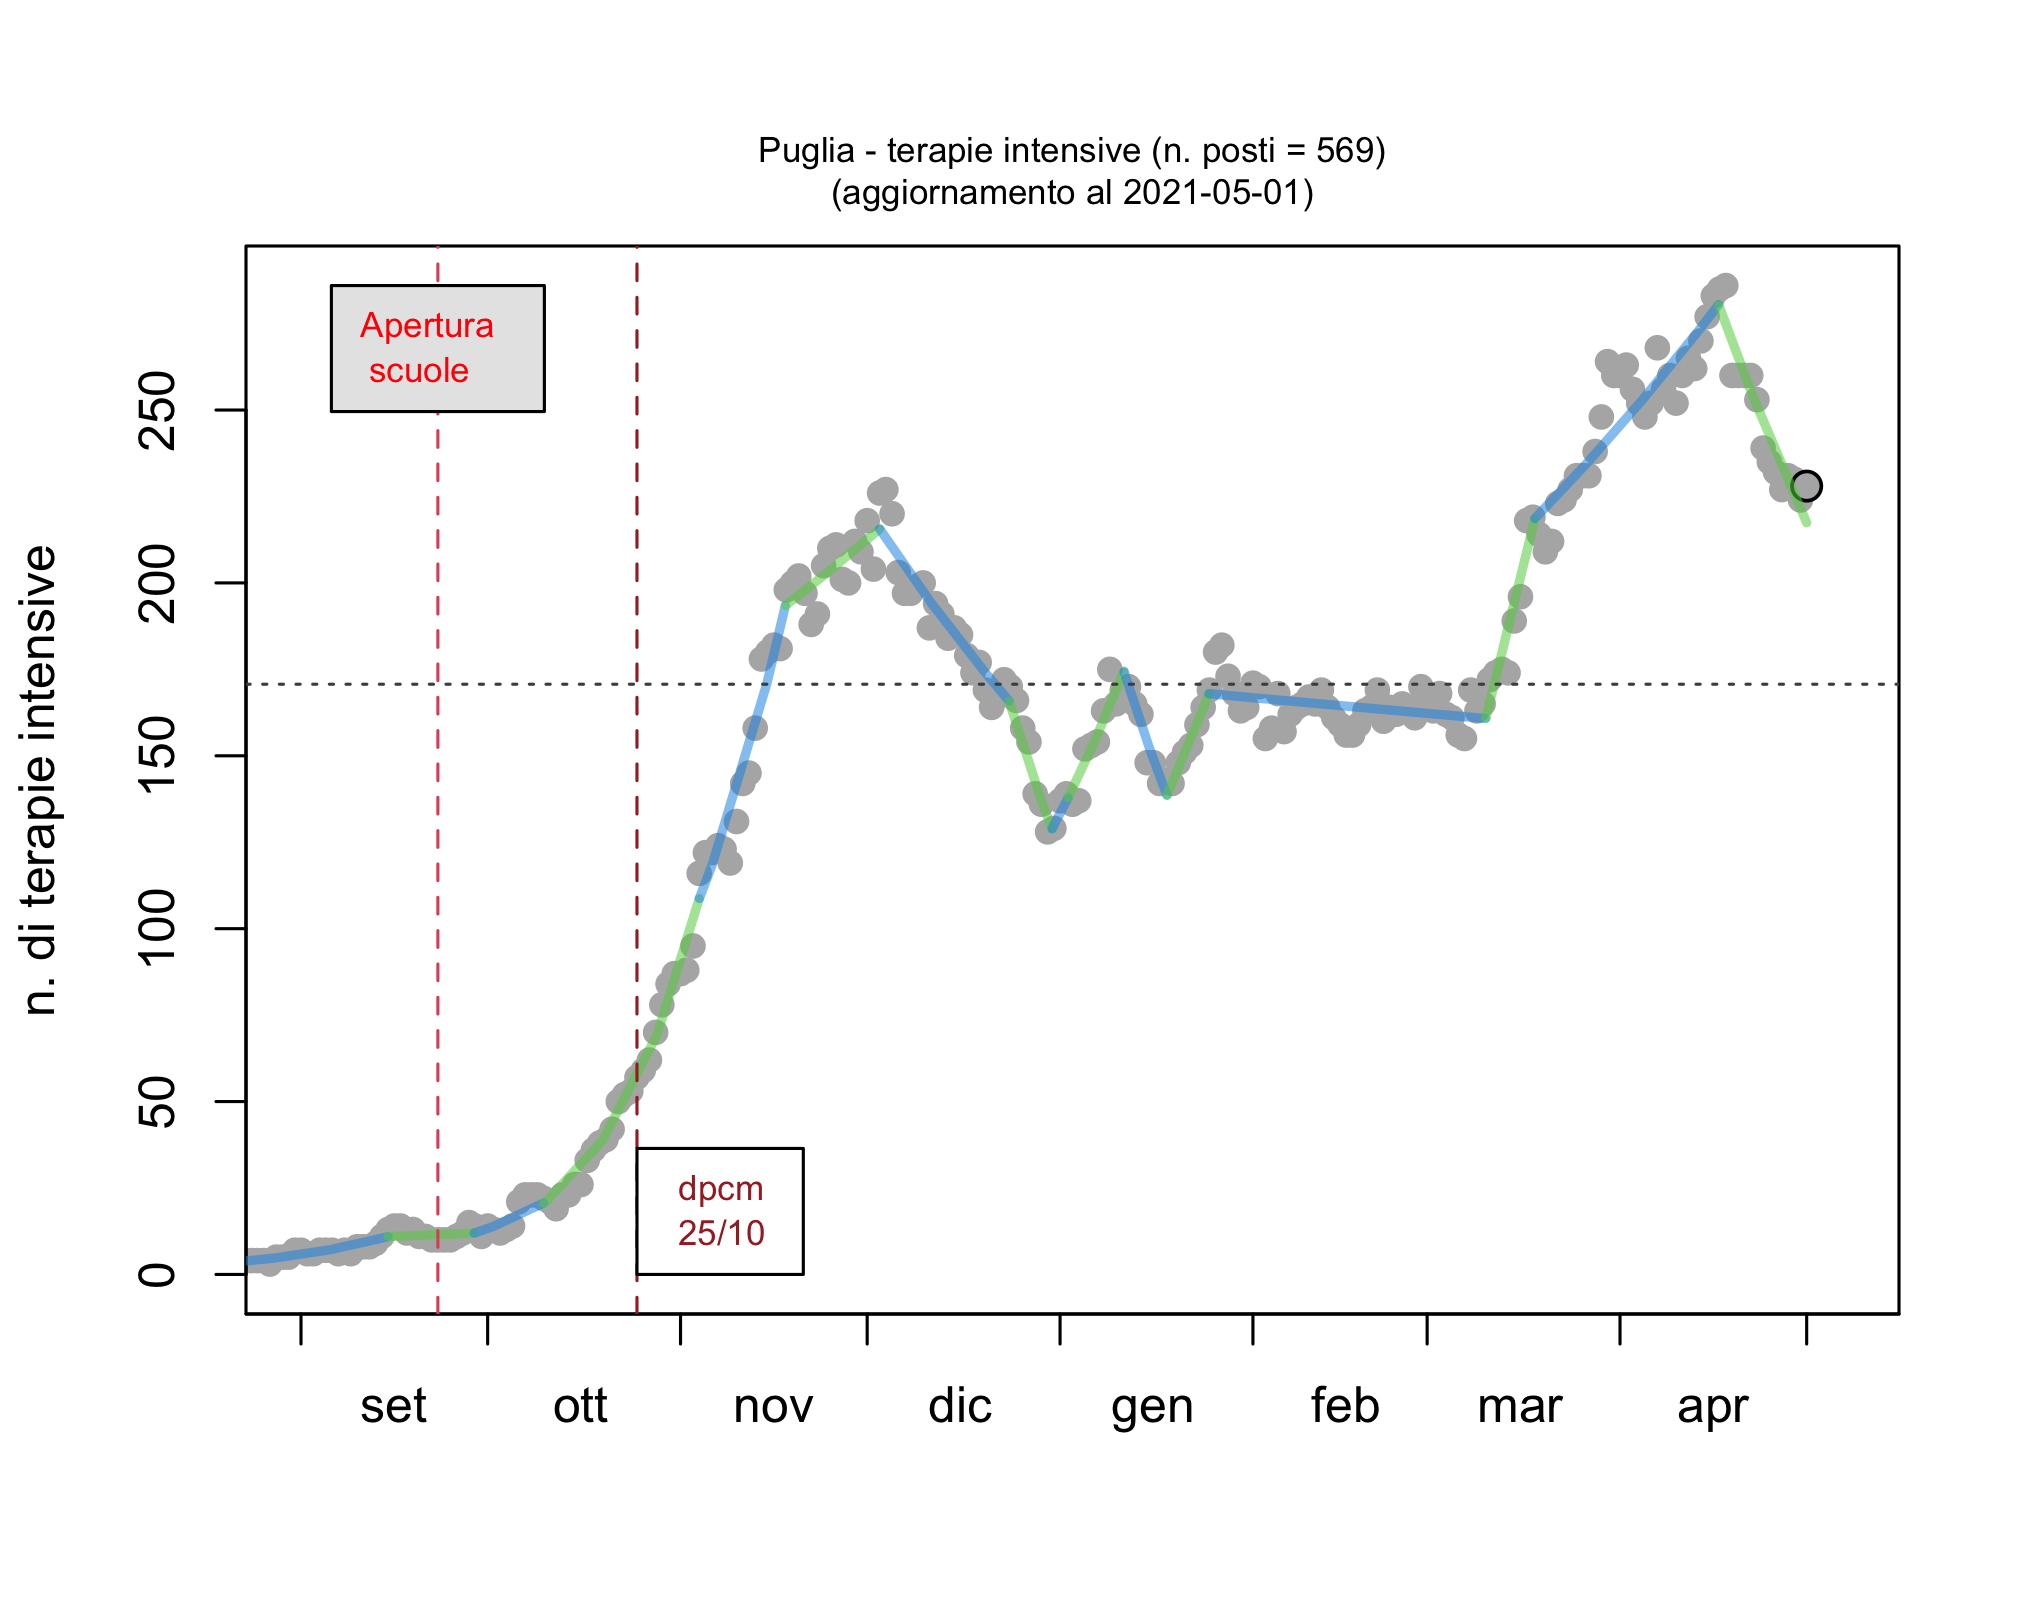 Puglia - terapie intensive (n. posti = 569)
(aggiornamento al 2021-05-01)
Apertura
scuole
n. di terapie intensive
250
200
150
100
50
0
dpcm
25/10
set ott nov dic gen feb mar apr